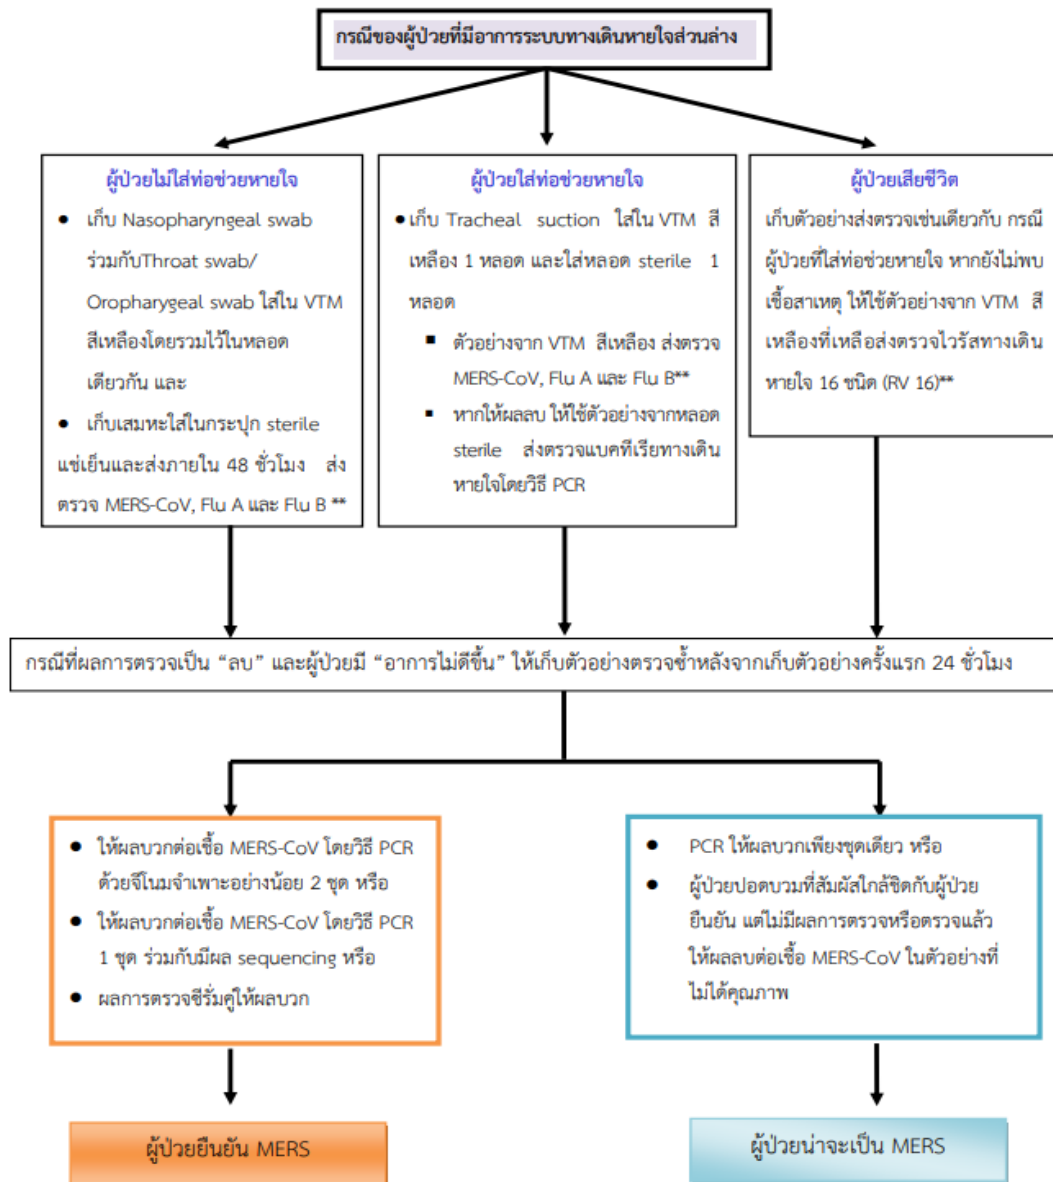 กรณีของผู้ป่วยที่มีอาการระบบทางเดินหายใจส่วนล่าง
ผู้ป่วยไม่ใส่ท่อช่วยหายใจ
● เก็บ Nasopharyngeal swab
ร่วมกับThroat swab/
Oropharygeal swab ใส่ใน VTM
สีเหลืองโดยรวมไว้ในหลอด
เดียวกัน และ
● เก็บเสมหะใส่ในกระปุก sterile
แช่เย็นและส่งภายใน 48 ชั่วโมง ส่ง
ตรวจ MERS-CoV, Flu A และ Flu B **
ผู้ป่วยใส่ท่อช่วยหายใจ
● เก็บ Tracheal suction ใส่ใน VTM สี
เหลือง 1 หลอด และใส่หลอด sterile 1
หลอด
▪ ตัวอย่างจาก VTM สีเหลือง ส่งตรวจ
MERS-CoV, Flu A และ Flu B**
▪ หากให้ผลลบ ให้ใช้ตัวอย่างจากหลอด
sterile ส่งตรวจแบคทีเรียทางเดิน
หายใจโดยวิธี PCR
ผู้ป่วยเสียชีวิต
เก็บตัวอย่างส่งตรวจเช่นเดียวกับ กรณี
ผู้ป่วยที่ใส่ท่อช่วยหายใจ หากยังไม่พบ
เชื้อสาเหตุ ให้ใช้ตัวอย่างจาก VTM สี
เหลืองที่เหลือส่งตรวจไวรัสทางเดิน
หายใจ 16 ชนิด (RV 16)**
กรณีที่ผลการตรวจเป็น “ลบ” และผู้ป่วยมี “อาการไม่ดีขึ้น” ให้เก็บตัวอย่างตรวจซ้ำหลังจากเก็บตัวอย่างครั้งแรก 24 ชั่วโมง
● ให้ผลบวกต่อเชื้อ MERS-CoV โดยวิธี PCR
ด้วยจีโนมจำเพาะอย่างน้อย 2 ชุด หรือ
● ให้ผลบวกต่อเชื้อ MERS-CoV โดยวิธี PCR
1 ชุด ร่วมกับมีผล sequencing หรือ
● ผลการตรวจซีรั่มคู่ให้ผลบวก
● PCR ให้ผลบวกเพียงชุดเดียว หรือ
● ผู้ป่วยปอดบวมที่สัมผัสใกล้ชิดกับผู้ป่วย
ยืนยัน แต่ไม่มีผลการตรวจหรือตรวจแล้ว
ให้ผลลบต่อเชื้อ MERS-CoV ในตัวอย่างที่
ไม่ได้คุณภาพ
ผู้ป่วยยืนยัน MERS
ผู้ป่วยน่าจะเป็น MERS